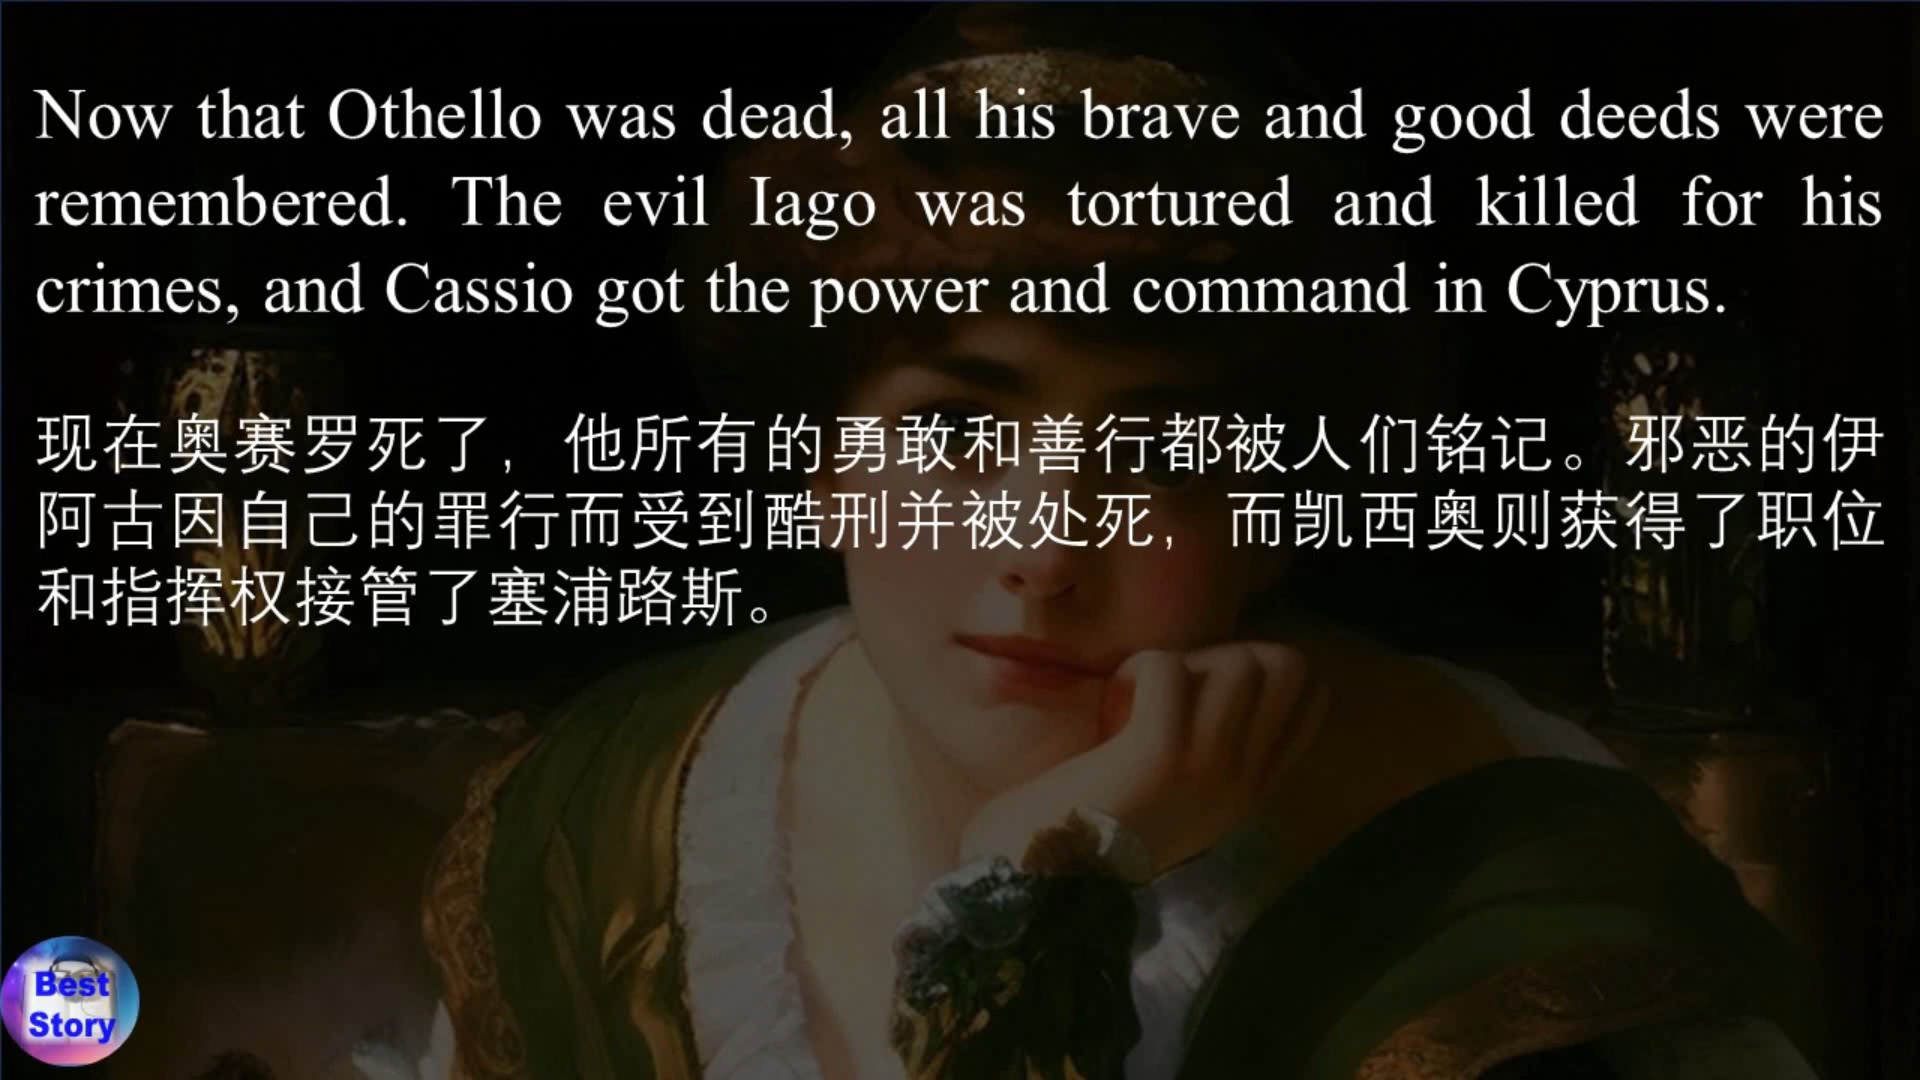 Now that Othello was dead, all his brave and good deeds were
remembered. The evil Iago was tortured and killed for his
crimes, and Cassio got the power and command in Cyprus.
现在奥赛罗死了，他所有的勇敢和善行都被人们铭记。邪恶的伊
阿古因自己的罪行而受到酷刑并被处死，而凯西奥则获得了职位
和指挥权接管了塞浦路斯。
Best
Story